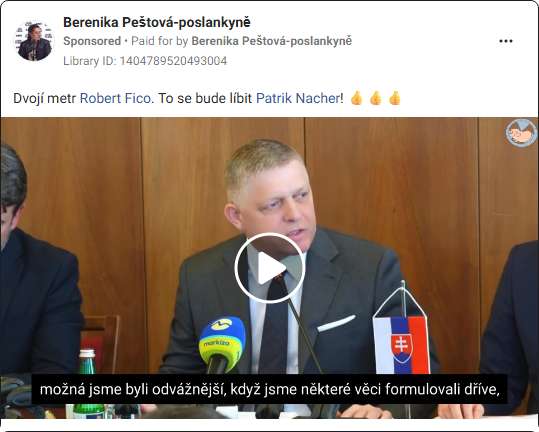 Berenika Peštová-poslankyně
Sponsored • Paid for by Berenika Peštová-poslankyně
Library ID: 1404789520493004
Dvojí metr Robert Fico. To se bude líbit Patrik Nacher! 👍 👍 👍
markíza
možná jsme byli odvážnější, když jsme některé věci formulovali dříve,